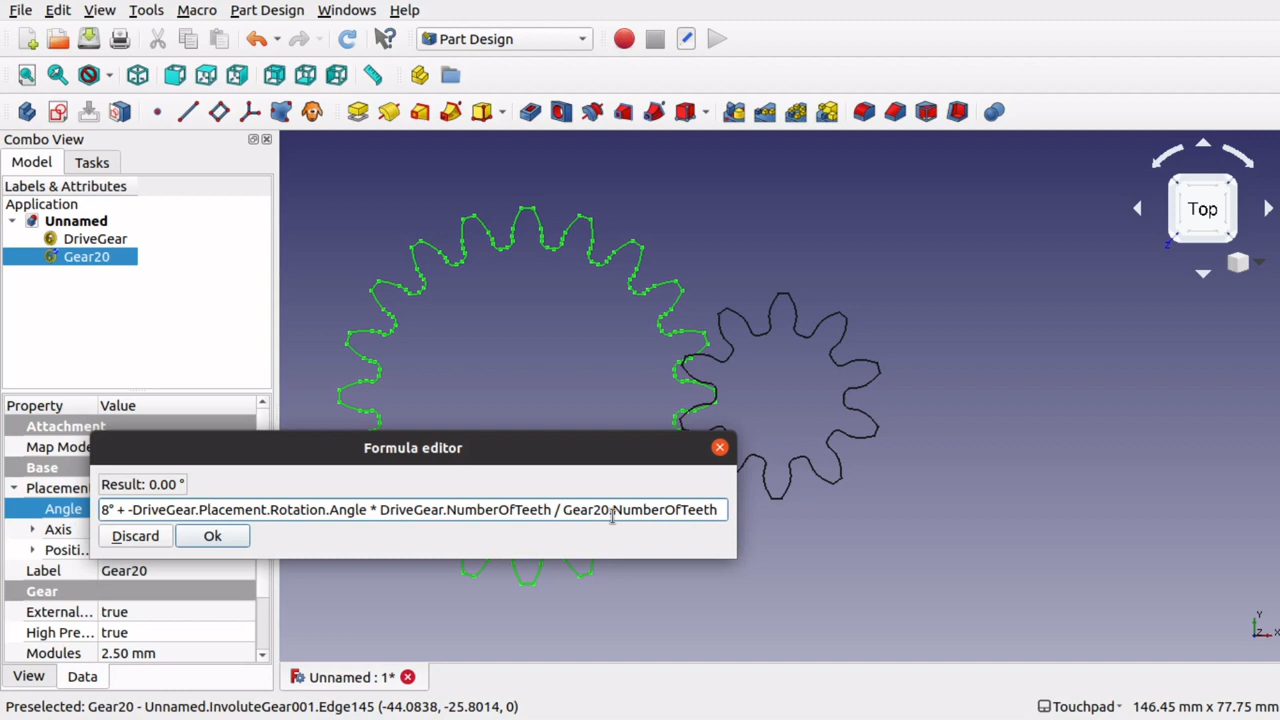 File Edit View Tools Macro Part Design Windows Help
Part Design
Combo View
Model Tasks
Labels & Attributes
Application
Unnamed
DriveGear
Gear20
Property Value
Attachment
Map Mode
Base
Placement
Angle
Axis
Positi...
Label Gear20
Gear
External... true
High Pre... true
Modules 2.50 mm
View Data
Formula editor
Result: 0.00 °
8° + -DriveGear.Placement.Rotation.Angle * DriveGear.NumberOfTeeth / Gear20.NumberOfTeeth
Discard Ok
Top
Z
Y
Z X
Unnamed : 1*
Preselected: Gear20 - Unnamed.InvoluteGear001.Edge145 (-44.0838, -25.8014, 0)
Touchpad 146.45 mm x 77.75 mm